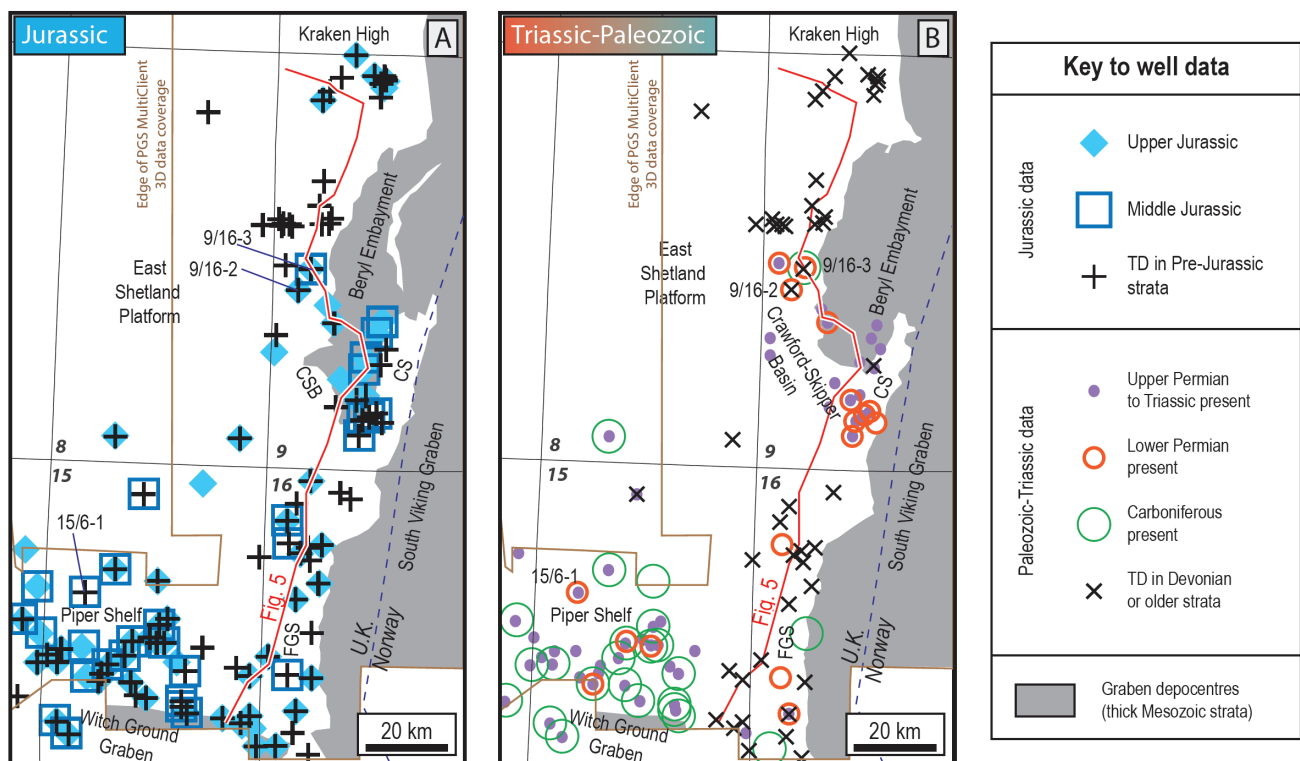 Jurassic
A
Kraken High
Edge of PGS MultiClient
3D data coverage
9/16-3
9/16-2
East
Shetland
Platform
Beryl Embayment
CSB
CS
8
9
15
16
15/6-1
South Viking Graben
Piper Shelf
Fig. 5
FGS
U.K.
Norway
Witch Ground
Graben
20 km
Triassic-Paleozoic
B
Kraken High
Edge of PGS MultiClient
3D data coverage
East
Shetland
Platform
9/16-3
9/16-2
Beryl Embayment
Crawford-Skipper
Basin
CS
8
9
15
16
South Viking Graben
15/6-1
Piper Shelf
Fig. 5
FGS
U.K.
Norway
Witch Ground
Graben
20 km
Key to well data
Jurassic data
Upper Jurassic
Middle Jurassic
TD in Pre-Jurassic
strata
Paleozoic-Triassic data
Upper Permian
to Triassic present
Lower Permian
present
Carboniferous
present
TD in Devonian
or older strata
Graben depocentres
(thick Mesozoic strata)